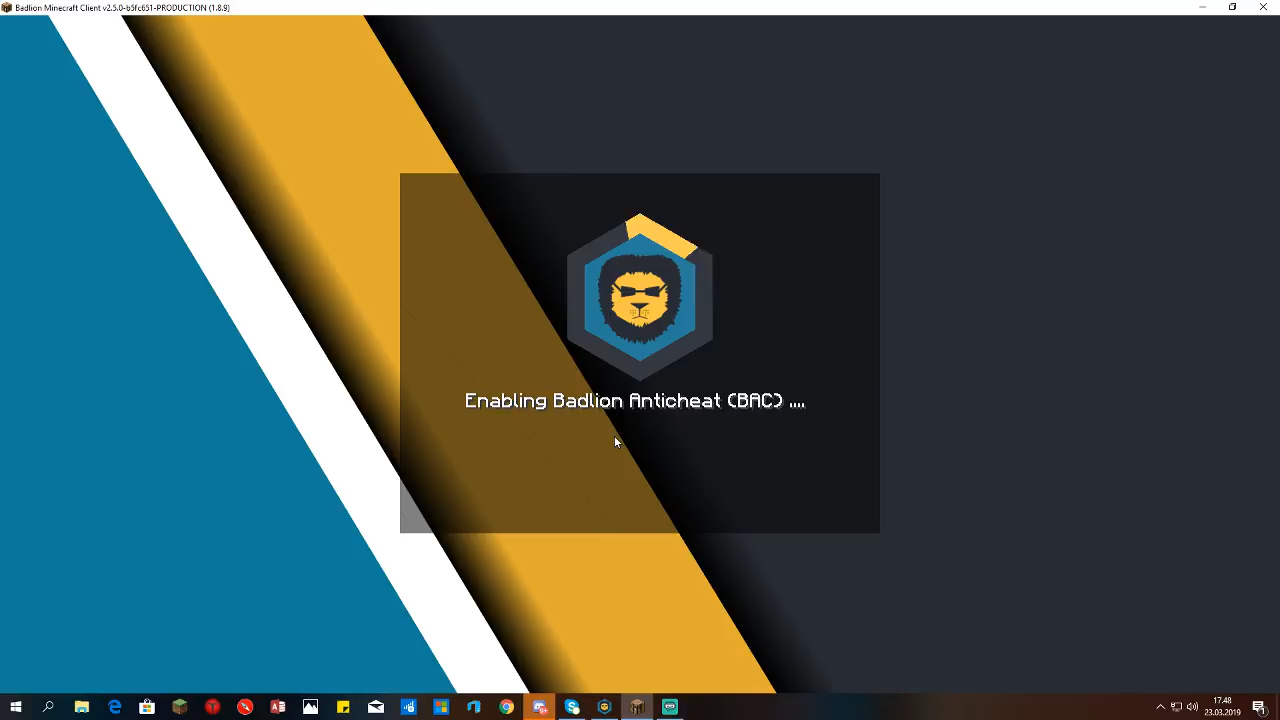 Badlion Minecraft Client v2.5.0-b5fc651-PRODUCTION (1.8.9)
Enabling Badlion Anticheat (BAC) ....
17.48
23.03.2019